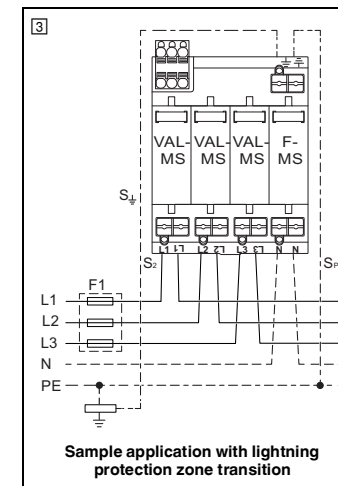 3
VAL-
MS
VAL-
MS
VAL-
MS
F-
MS
S⏚
L1 L1 L2 L2 L3 L3 N N
S₂
F1
L1
L2
L3
N
PE
Sample application with lightning
protection zone transition